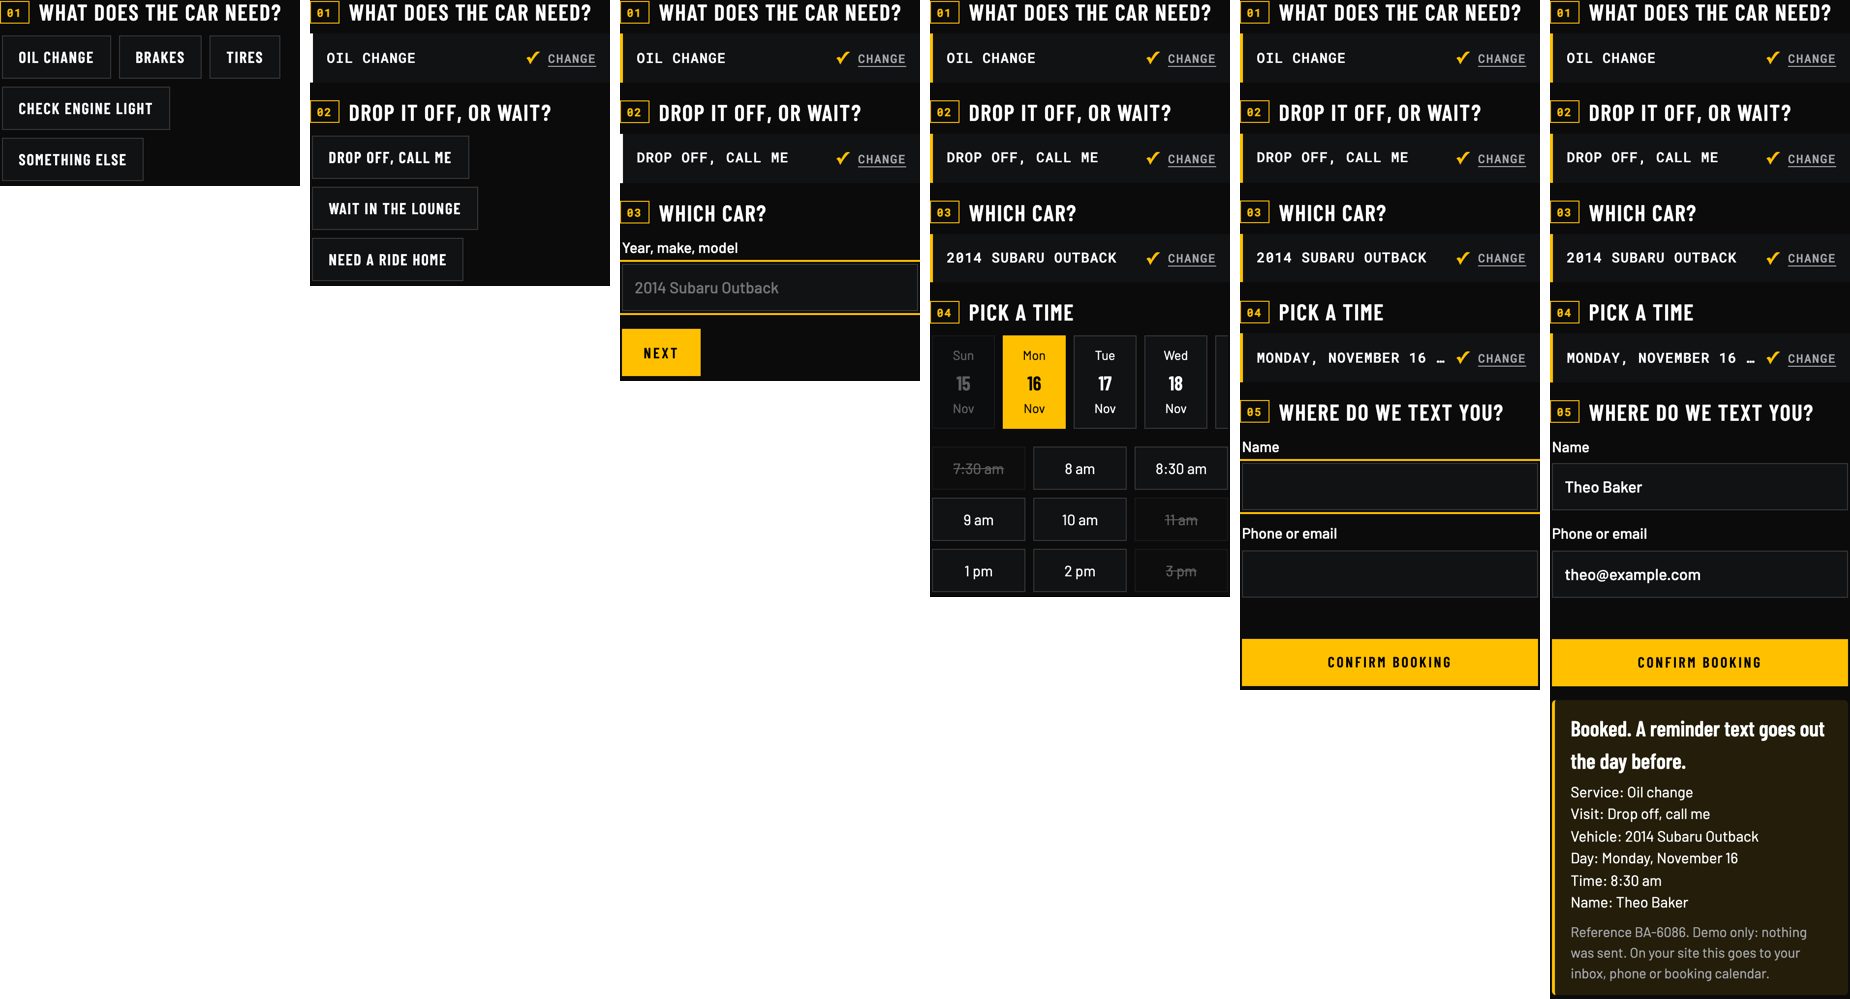 01 WHAT DOES THE CAR NEED?
OIL CHANGE BRAKES TIRES
CHECK ENGINE LIGHT
SOMETHING ELSE
01 WHAT DOES THE CAR NEED?
OIL CHANGE ✔ CHANGE
02 DROP IT OFF, OR WAIT?
DROP OFF, CALL ME
WAIT IN THE LOUNGE
NEED A RIDE HOME
01 WHAT DOES THE CAR NEED?
OIL CHANGE ✔ CHANGE
02 DROP IT OFF, OR WAIT?
DROP OFF, CALL ME ✔ CHANGE
03 WHICH CAR?
Year, make, model
2014 Subaru Outback
NEXT
01 WHAT DOES THE CAR NEED?
OIL CHANGE ✔ CHANGE
02 DROP IT OFF, OR WAIT?
DROP OFF, CALL ME ✔ CHANGE
03 WHICH CAR?
2014 SUBARU OUTBACK ✔ CHANGE
04 PICK A TIME
Sun Mon Tue Wed
15 16 17 18
Nov Nov Nov Nov
7:30 am 8 am 8:30 am
9 am 10 am 11 am
1 pm 2 pm 3 pm
01 WHAT DOES THE CAR NEED?
OIL CHANGE ✔ CHANGE
02 DROP IT OFF, OR WAIT?
DROP OFF, CALL ME ✔ CHANGE
03 WHICH CAR?
2014 SUBARU OUTBACK ✔ CHANGE
04 PICK A TIME
MONDAY, NOVEMBER 16 … ✔ CHANGE
05 WHERE DO WE TEXT YOU?
Name
Phone or email
CONFIRM BOOKING
01 WHAT DOES THE CAR NEED?
OIL CHANGE ✔ CHANGE
02 DROP IT OFF, OR WAIT?
DROP OFF, CALL ME ✔ CHANGE
03 WHICH CAR?
2014 SUBARU OUTBACK ✔ CHANGE
04 PICK A TIME
MONDAY, NOVEMBER 16 … ✔ CHANGE
05 WHERE DO WE TEXT YOU?
Name
Theo Baker
Phone or email
theo@example.com
CONFIRM BOOKING
Booked. A reminder text goes out
the day before.
Service: Oil change
Visit: Drop off, call me
Vehicle: 2014 Subaru Outback
Day: Monday, November 16
Time: 8:30 am
Name: Theo Baker
Reference BA-6086. Demo only: nothing
was sent. On your site this goes to your
inbox, phone or booking calendar.